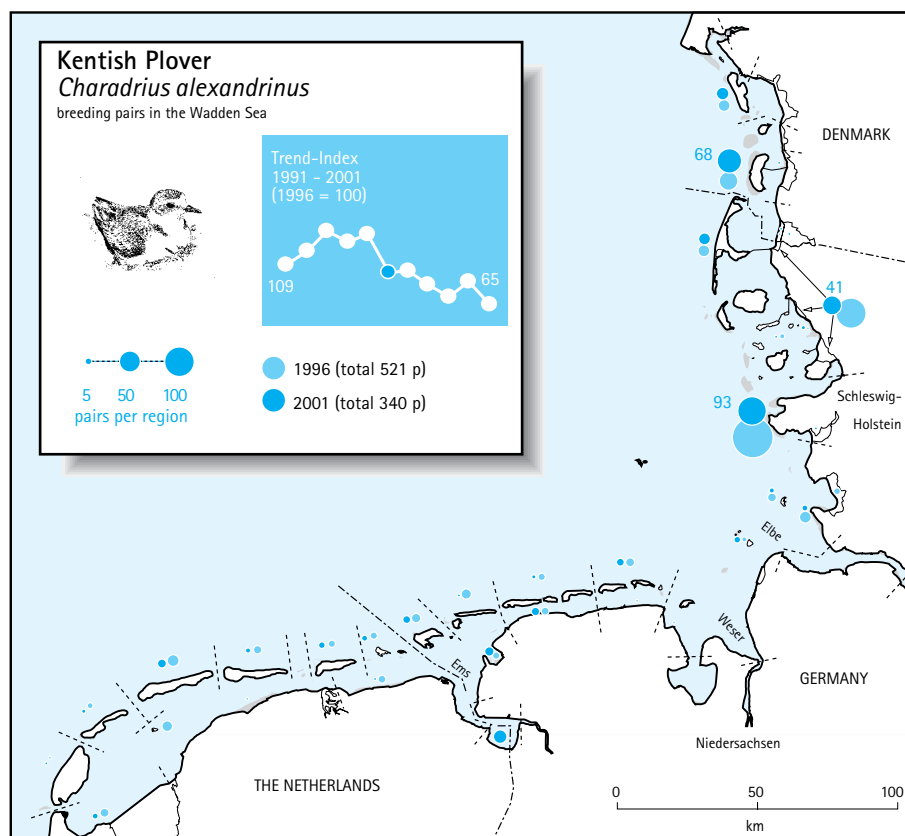 Kentish Plover
Charadrius alexandrinus
breeding pairs in the Wadden Sea
Trend-Index
1991 - 2001
(1996 = 100)
109
65
5 50 100
pairs per region
1996 (total 521 p)
2001 (total 340 p)
DENMARK
68
41
93
Schleswig-
Holstein
Elbe
Weser
Ems
GERMANY
Niedersachsen
THE NETHERLANDS
0 50 100
km